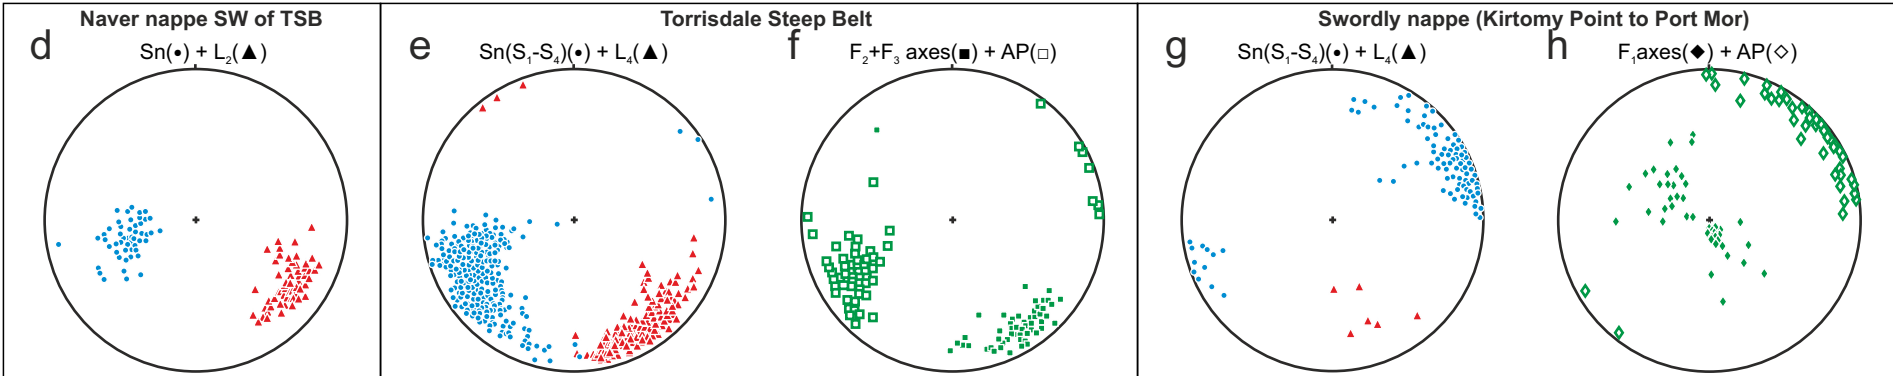 Naver nappe SW of TSB
Torrisdale Steep Belt
Swordly nappe (Kirtomy Point to Port Mor)
d
Sn(•) + L₂(▲)
e
Sn(S₁-S₄)(•) + L₄(▲)
f
F₂+F₃ axes(■) + AP(□)
g
Sn(S₁-S₄)(•) + L₄(▲)
h
F₁axes(◆) + AP(◇)